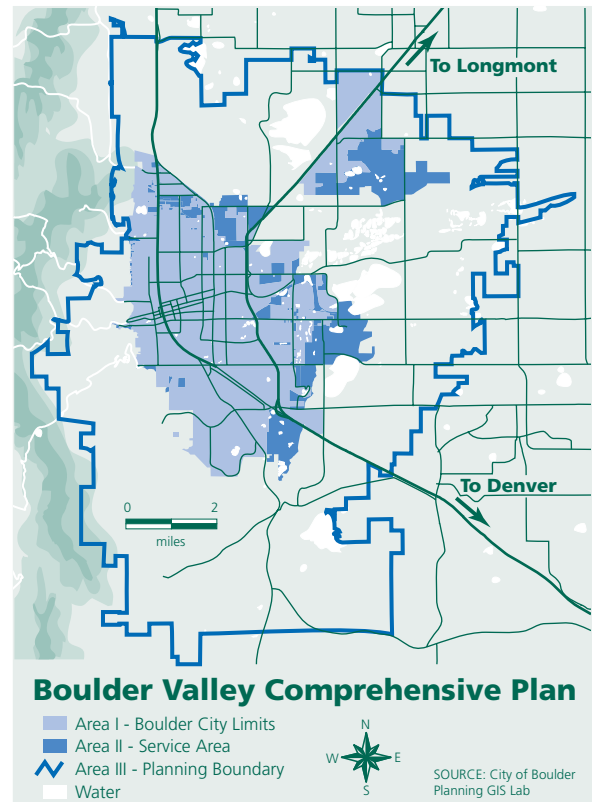 To Longmont
To Denver
0 2
miles
Boulder Valley Comprehensive Plan
Area I - Boulder City Limits
Area II - Service Area
Area III - Planning Boundary
Water
N
W E
S
SOURCE: City of Boulder
Planning GIS Lab